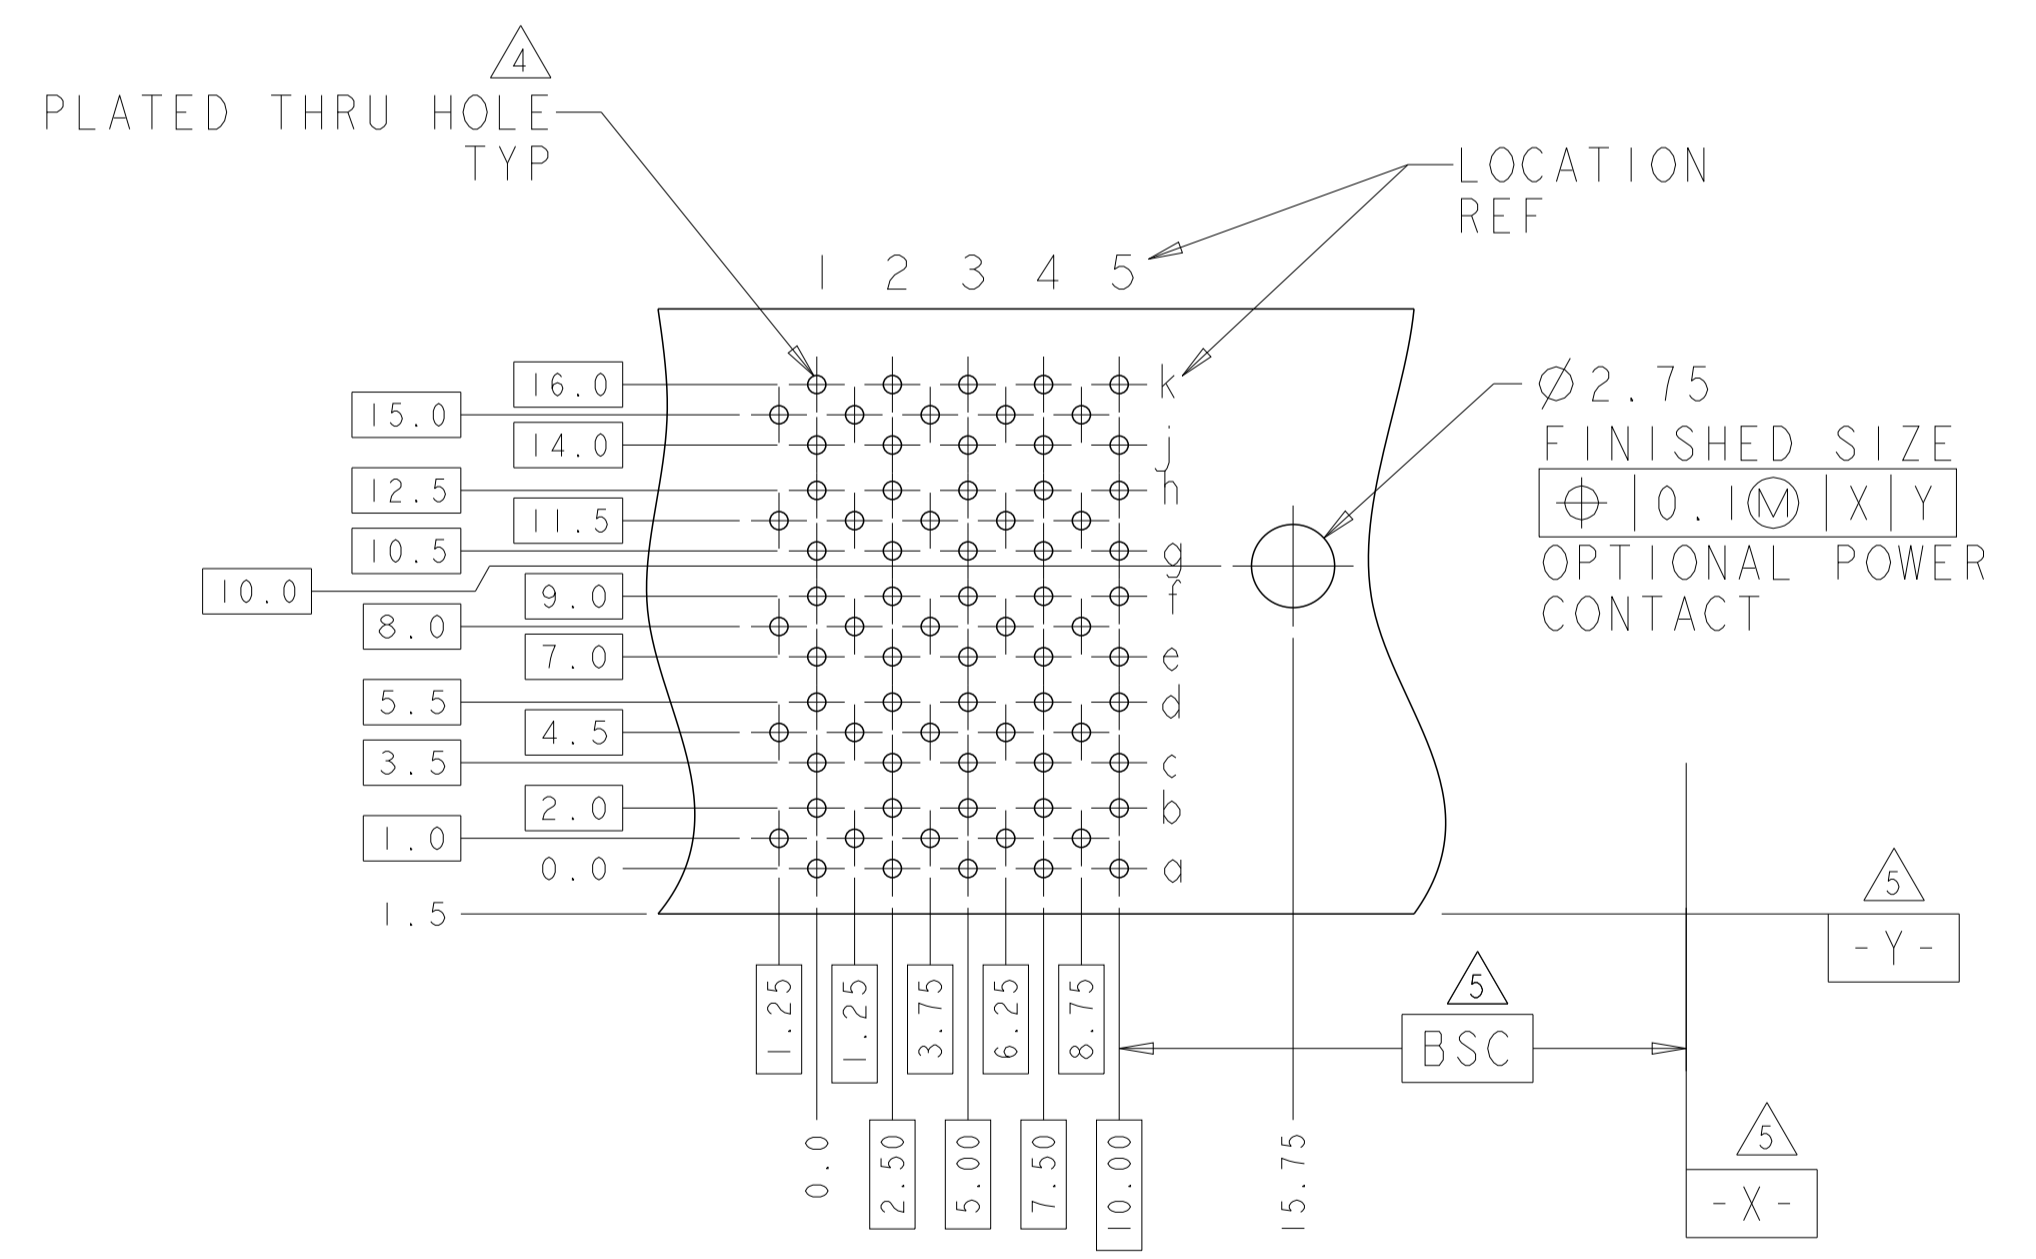 4
PLATED THRU HOLE
TYP
LOCATION
REF
1 2 3 4 5
16.0
k
15.0
14.0
j
12.5
h
11.5
10.5
g
10.0
9.0
f
8.0
7.0
e
5.5
d
4.5
3.5
c
2.0
b
1.0
0.0
a
1.5
Ø2.75
FINISHED SIZE
⌖ | 0.1Ⓜ | X | Y
OPTIONAL POWER
CONTACT
5
-Y-
1.25 1.25 3.75 6.25 8.75
5
BSC
0.0 2.50 5.00 7.50 10.00 15.75
5
-X-